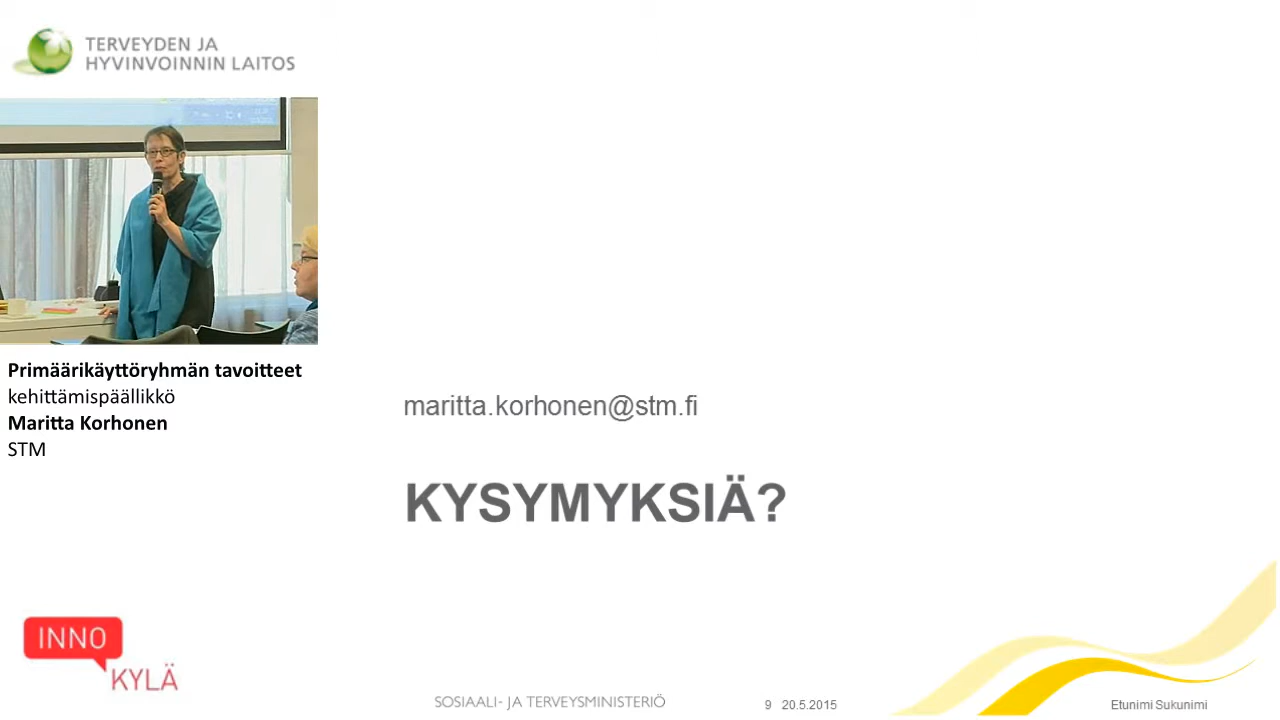 TERVEYDEN JA
HYVINVOINNIN LAITOS
Primäärikäyttöryhmän tavoitteet
kehittämispäällikkö
Maritta Korhonen
STM
maritta.korhonen@stm.fi
KYSYMYKSIÄ?
INNO
KYLÄ
SOSIAALI- JA TERVEYSMINISTERIÖ
9 20.5.2015
Etunimi Sukunimi